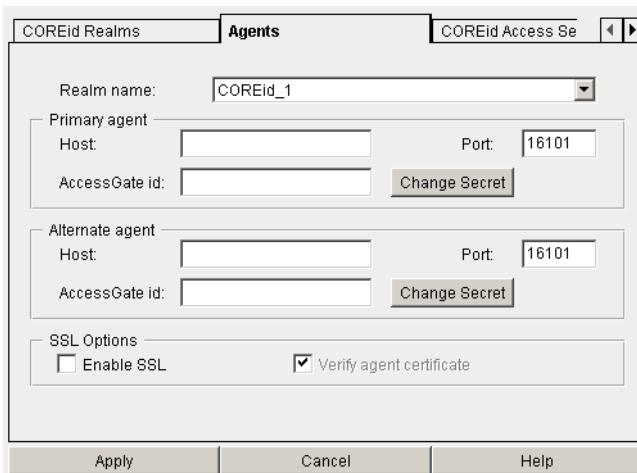 COREid Realms Agents COREid Access Se
Realm name: COREid_1
Primary agent
Host: Port: 16101
AccessGate id: Change Secret
Alternate agent
Host: Port: 16101
AccessGate id: Change Secret
SSL Options
Enable SSL Verify agent certificate
Apply Cancel Help